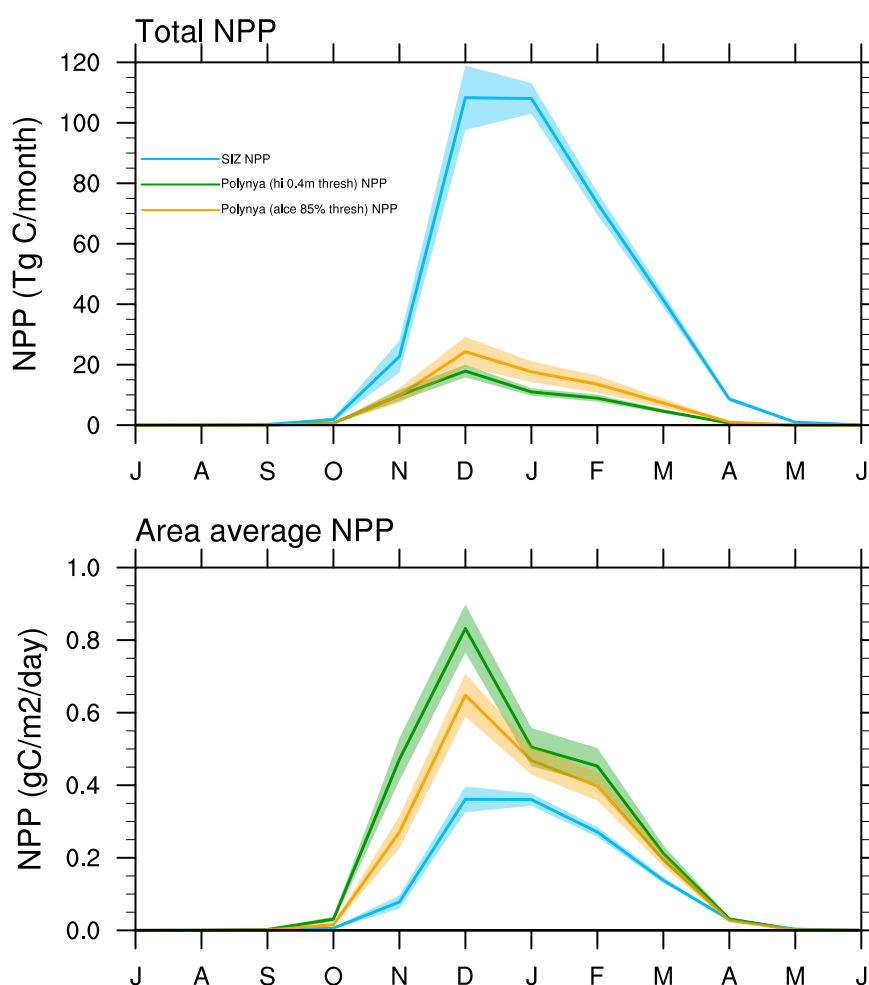 Total NPP
NPP (Tg C/month)
120
100
80
60
40
20
0
SIZ NPP
Polynya (hi 0.4m thresh) NPP
Polynya (aice 85% thresh) NPP
J A S O N D J F M A M J
Area average NPP
NPP (gC/m2/day)
1.0
0.8
0.6
0.4
0.2
0.0
J A S O N D J F M A M J